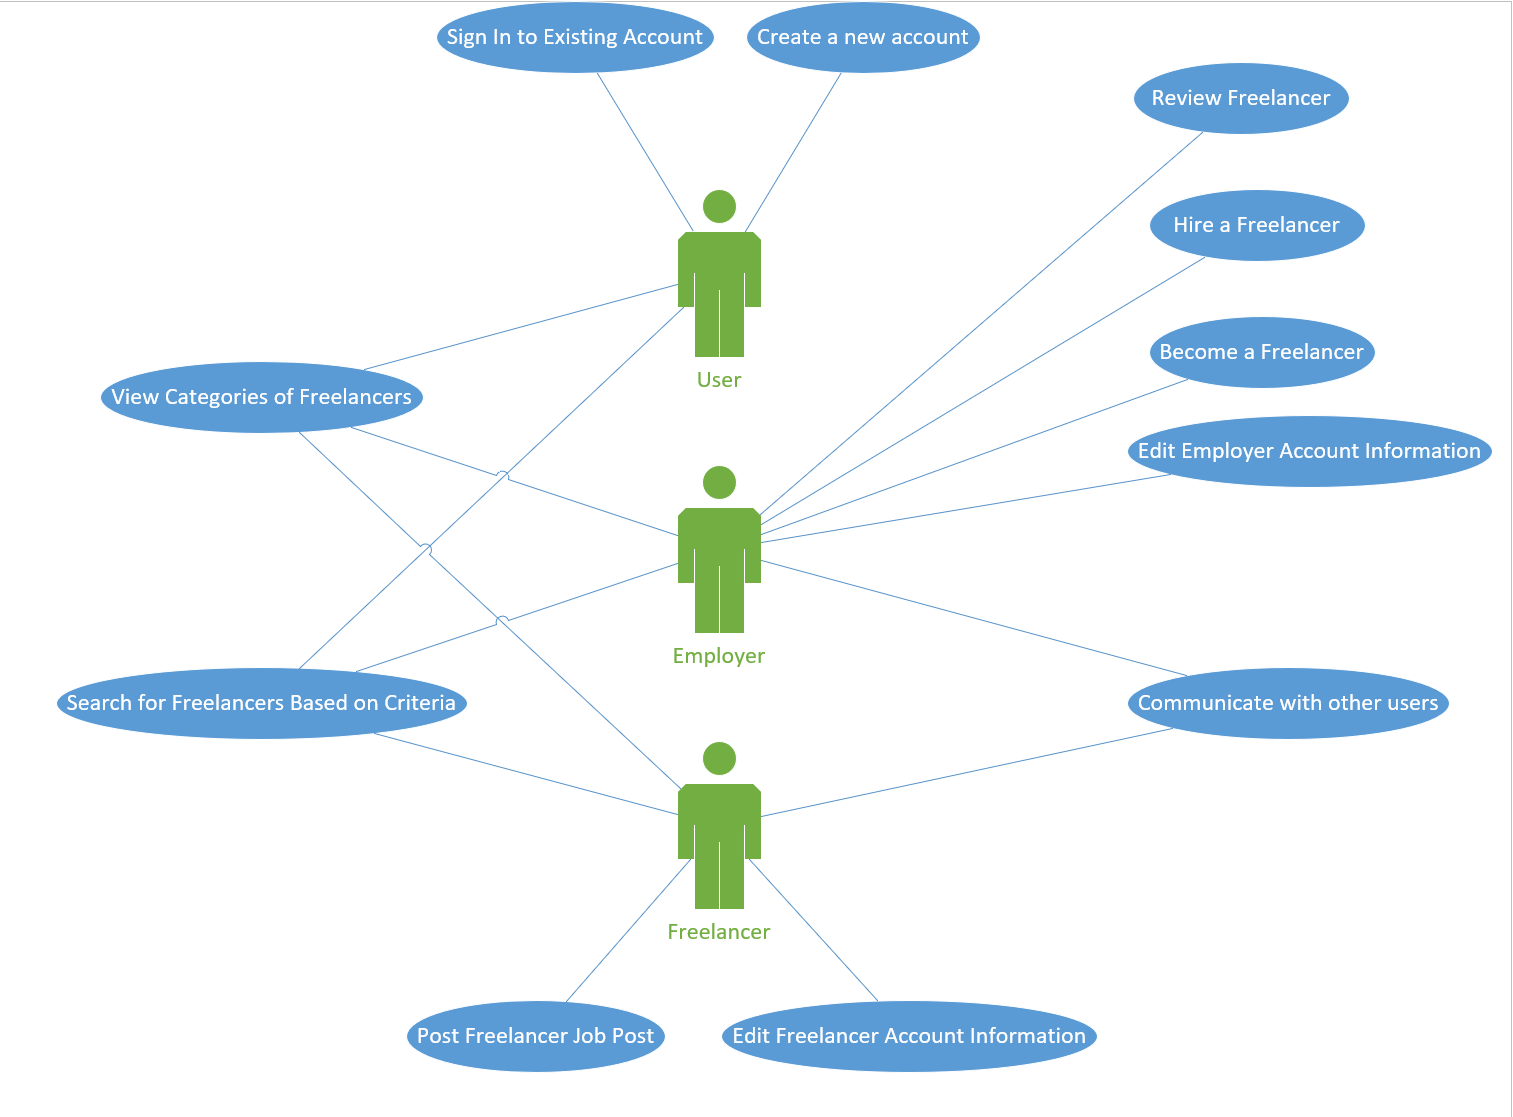 Sign In to Existing Account
Create a new account
Review Freelancer
Hire a Freelancer
Become a Freelancer
User
View Categories of Freelancers
Edit Employer Account Information
Employer
Search for Freelancers Based on Criteria
Communicate with other users
Freelancer
Post Freelancer Job Post
Edit Freelancer Account Information